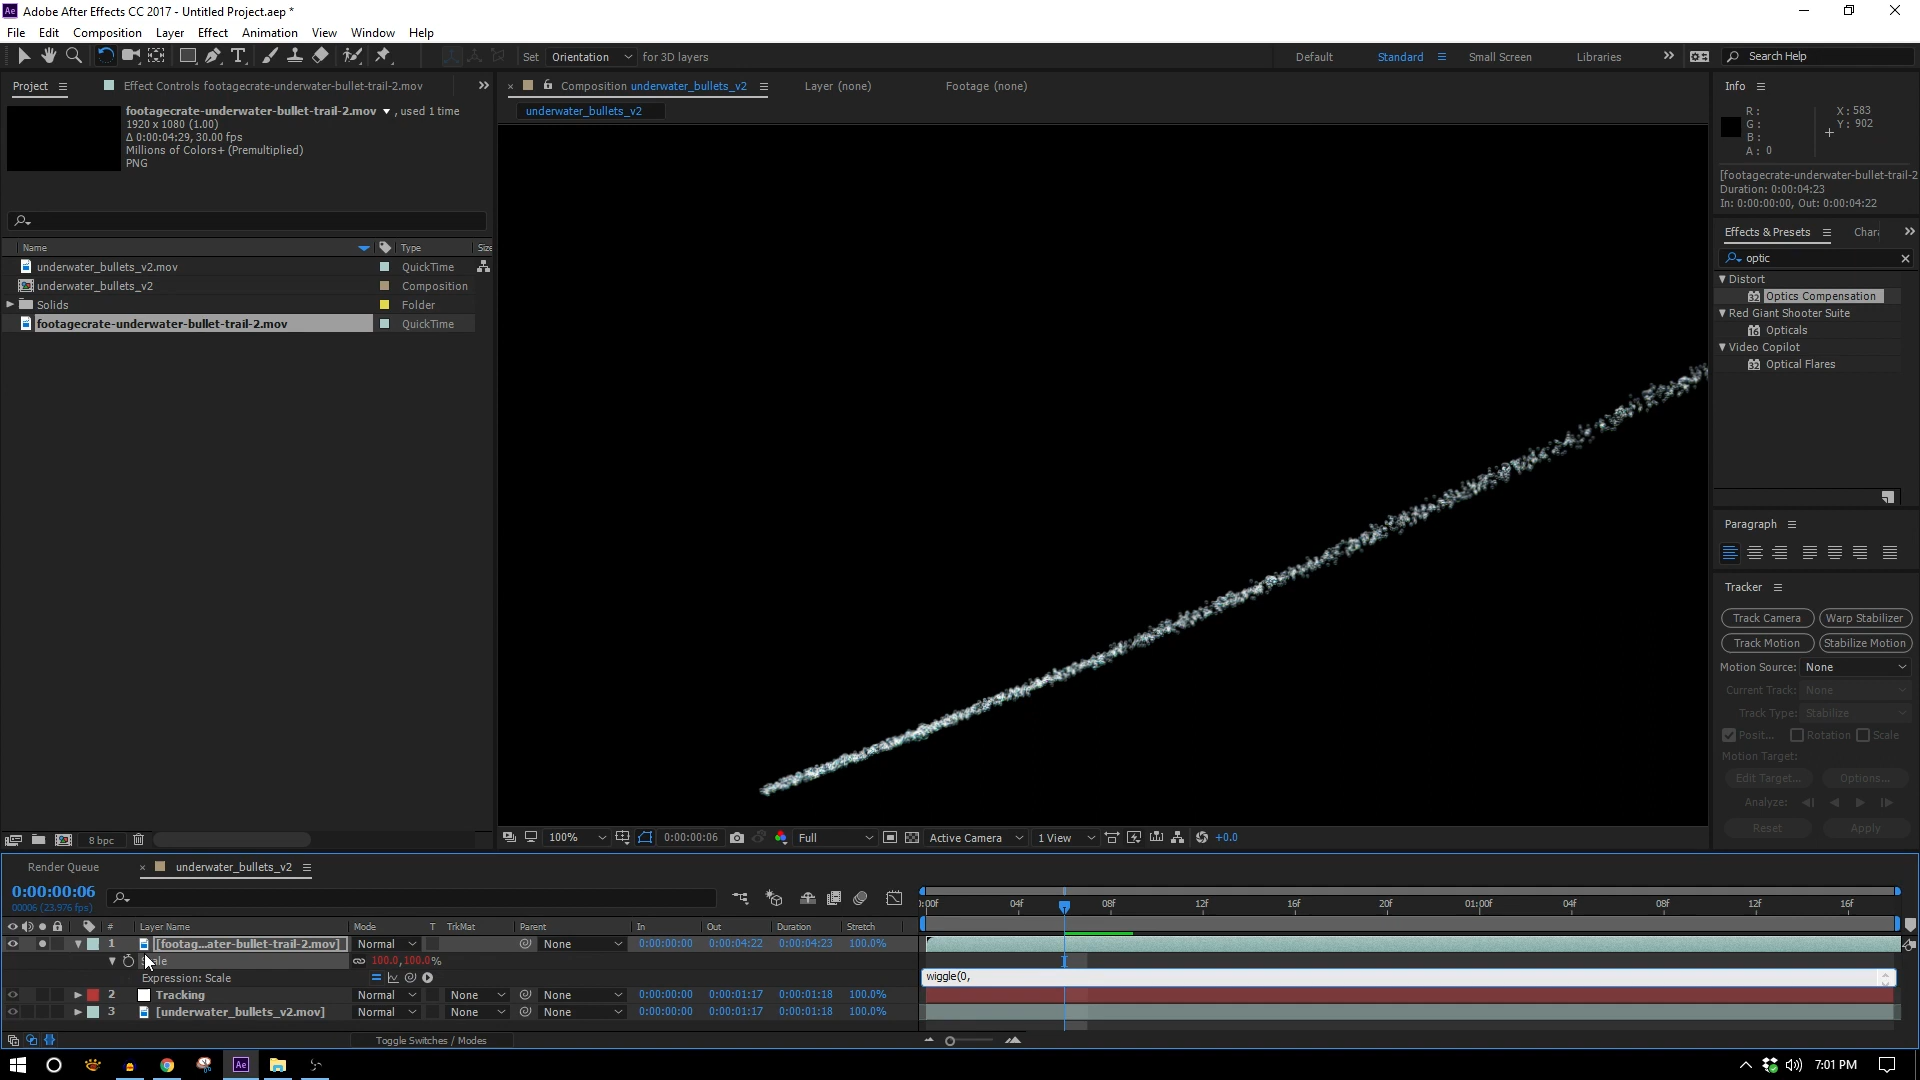 Adobe After Effects CC 2017 - Untitled Project.aep *
File Edit Composition Layer Effect Animation View Window Help
Set Orientation for 3D layers
Default Standard Small Screen Libraries Search Help
Project Effect Controls footagecrate-underwater-bullet-trail-2.mov
footagecrate-underwater-bullet-trail-2.mov , used 1 time
1920 x 1080 (1.00)
Δ 0:00:04:29, 30.00 fps
Millions of Colors+ (Premultiplied)
PNG
Name Type Size
underwater_bullets_v2.mov QuickTime
underwater_bullets_v2 Composition
Solids Folder
footagecrate-underwater-bullet-trail-2.mov QuickTime
8 bpc
Composition underwater_bullets_v2 Layer (none) Footage (none)
underwater_bullets_v2
100% 0:00:00:06 Full Active Camera 1 View +0.0
Info
R: X: 583
G: Y: 902
B:
A: 0
[footagecrate-underwater-bullet-trail-2
Duration: 0:00:04:23
In: 0:00:00:00, Out: 0:00:04:22
Effects & Presets Chara
optic
Distort
Optics Compensation
Red Giant Shooter Suite
Opticals
Video Copilot
Optical Flares
Paragraph
Tracker
Track Camera Warp Stabilizer
Track Motion Stabilize Motion
Motion Source: None
Current Track: None
Track Type: Stabilize
Posit... Rotation Scale
Motion Target:
Edit Target... Options...
Analyze:
Reset Apply
Render Queue underwater_bullets_v2
0:00:00:06
00006 (23.976 fps)
# Layer Name Mode T TrkMat Parent In Out Duration Stretch
):00f 04f 08f 12f 16f 20f 01:00f 04f 08f 12f 16f
1 [footag...ater-bullet-trail-2.mov] Normal None 0:00:00:00 0:00:04:22 0:00:04:23 100.0%
100.0,100.0%
Expression: Scale
wiggle(0,
2 Tracking Normal None None 0:00:00:00 0:00:01:17 0:00:01:18 100.0%
3 [underwater_bullets_v2.mov] Normal None None 0:00:00:00 0:00:01:17 0:00:01:18 100.0%
Toggle Switches / Modes
Ae 7:01 PM